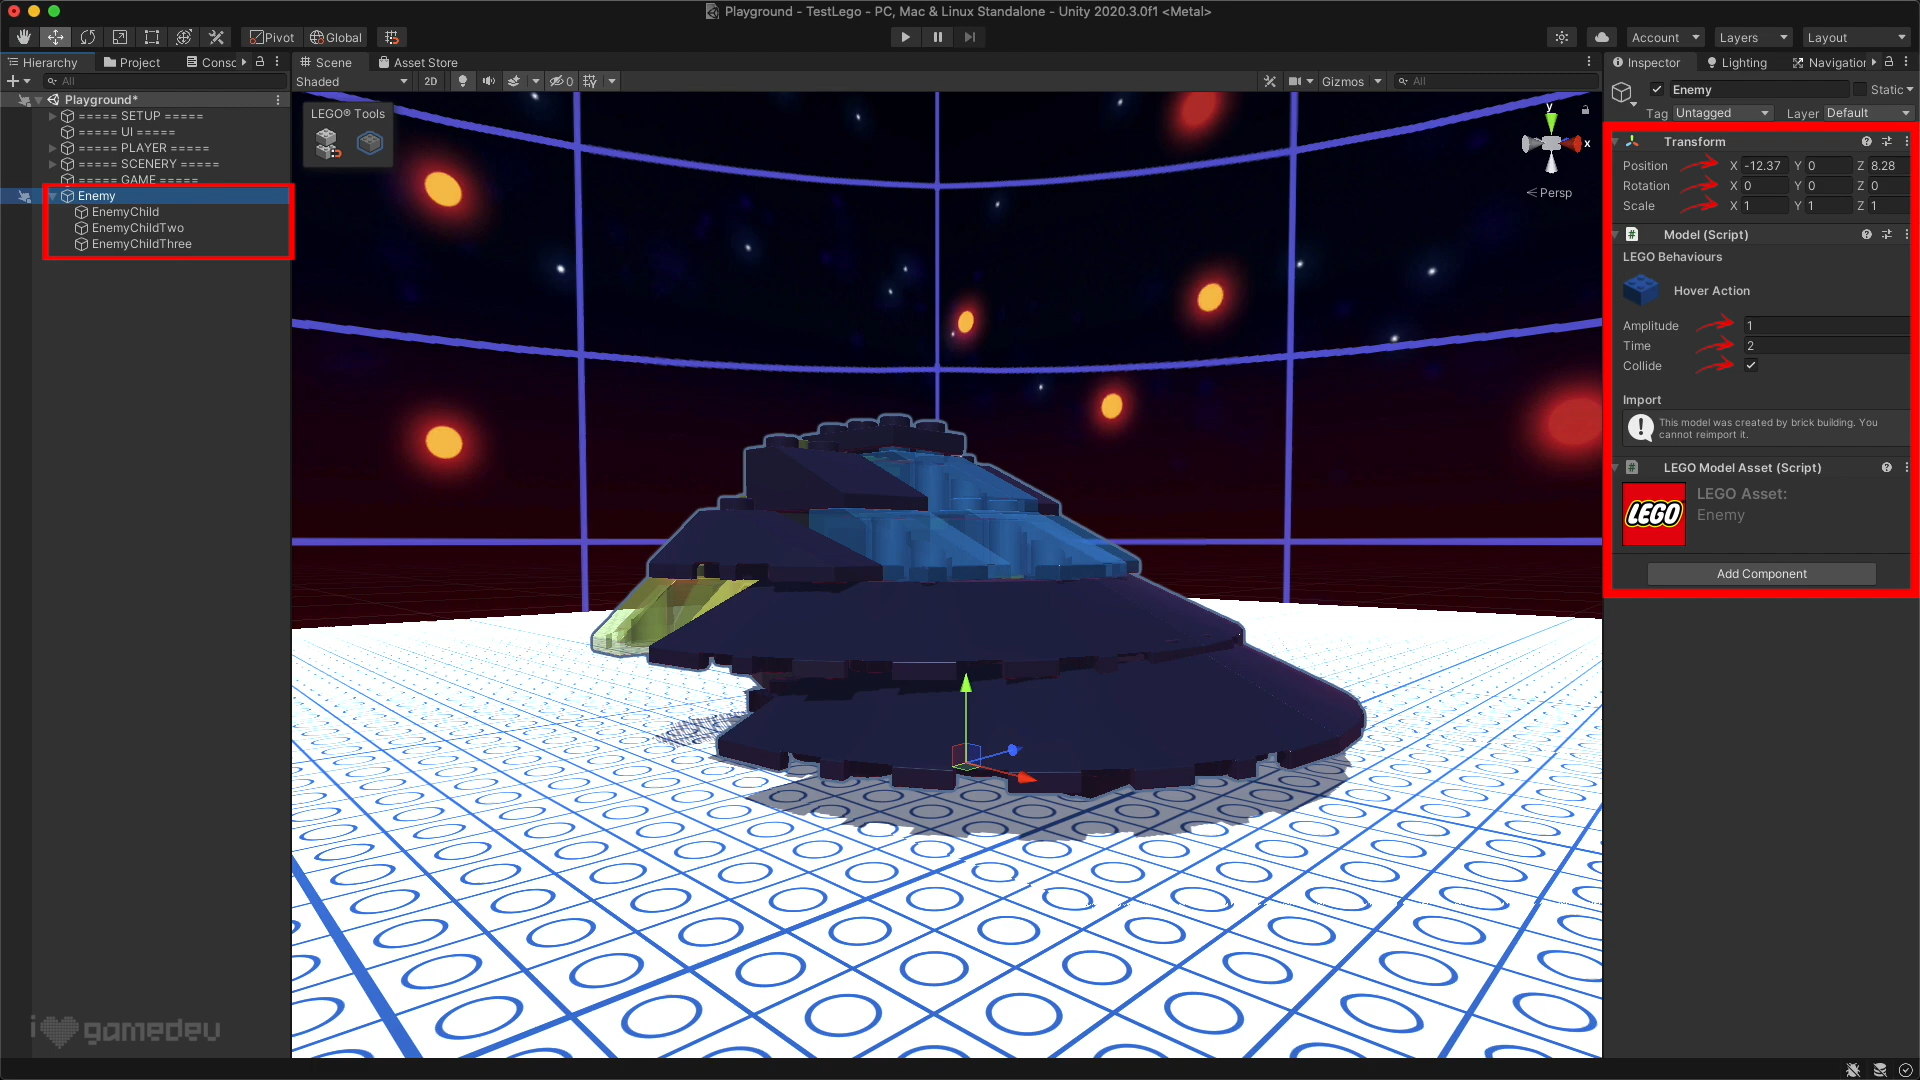 Playground - TestLego - PC, Mac & Linux Standalone - Unity 2020.3.0f1 <Metal>
Pivot Global Account Layers Layout
Hierarchy Project Consc Scene Asset Store Inspector Lighting Navigation
All Shaded 2D 0 Gizmos All
Enemy Static
Tag Untagged Layer Default
Playground*
===== SETUP =====
===== UI =====
===== PLAYER =====
===== SCENERY =====
===== GAME =====
Enemy
EnemyChild
EnemyChildTwo
EnemyChildThree
LEGO® Tools
y
x
Persp
Transform
Position X -12.37 Y 0 Z 8.28
Rotation X 0 Y 0 Z 0
Scale X 1 Y 1 Z 1
# Model (Script)
LEGO Behaviours
Hover Action
Amplitude 1
Time 2
Collide
Import
This model was created by brick building. You
cannot reimport it.
# LEGO Model Asset (Script)
LEGO
LEGO Asset:
Enemy
Add Component
i gamedev